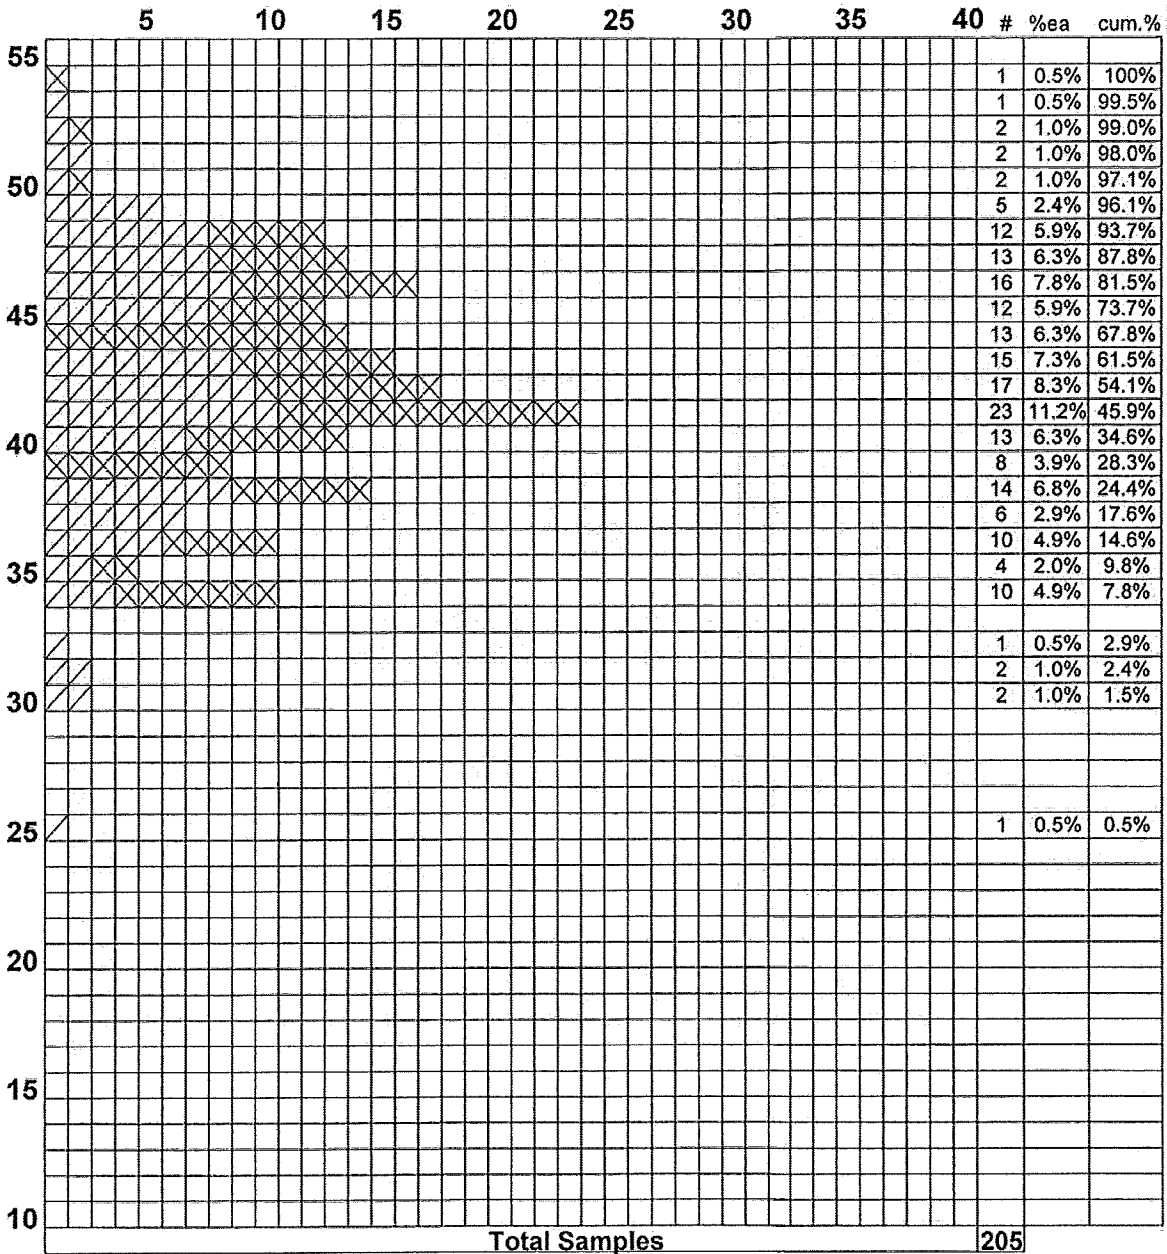 5 10 15 20 25 30 35 40 # %ea cum.%
55
1 0.5% 100%
1 0.5% 99.5%
2 1.0% 99.0%
2 1.0% 98.0%
50 2 1.0% 97.1%
5 2.4% 96.1%
12 5.9% 93.7%
13 6.3% 87.8%
16 7.8% 81.5%
45 12 5.9% 73.7%
13 6.3% 67.8%
15 7.3% 61.5%
17 8.3% 54.1%
23 11.2% 45.9%
40 13 6.3% 34.6%
8 3.9% 28.3%
14 6.8% 24.4%
6 2.9% 17.6%
10 4.9% 14.6%
35 4 2.0% 9.8%
10 4.9% 7.8%
1 0.5% 2.9%
2 1.0% 2.4%
30 2 1.0% 1.5%
25 1 0.5% 0.5%
20
15
10
Total Samples 205